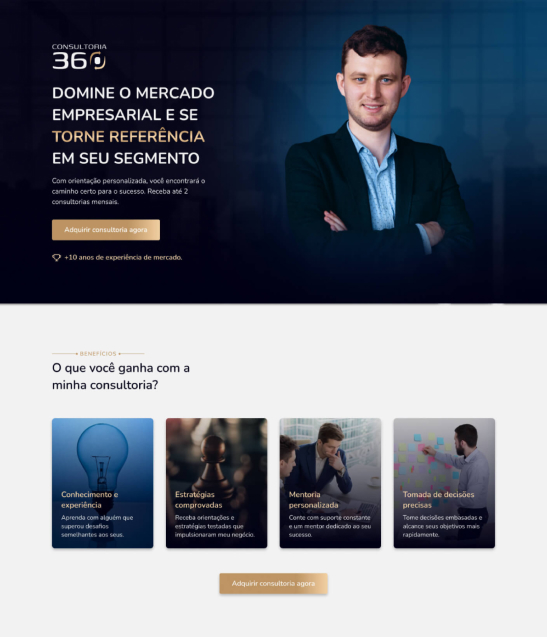 CONSULTORIA
360
DOMINE O MERCADO
EMPRESARIAL E SE
TORNE REFERÊNCIA
EM SEU SEGMENTO
Com orientação personalizada, você encontrará o
caminho certo para o sucesso. Receba até 2
consultorias mensais.
Adquirir consultoria agora
+10 anos de experiência de mercado.
BENEFÍCIOS
O que você ganha com a
minha consultoria?
Conhecimento e
experiência
Aprenda com alguém que
superou desafios
semelhantes aos seus.
Estratégias
comprovadas
Receba orientações e
estratégias testadas que
impulsionaram meu negócio.
Mentoria
personalizada
Conte com suporte constante
e um mentor dedicado ao seu
sucesso.
Tomada de decisões
precisas
Tome decisões embasadas e
alcance seus objetivos mais
rapidamento.
Adquirir consultoria agora